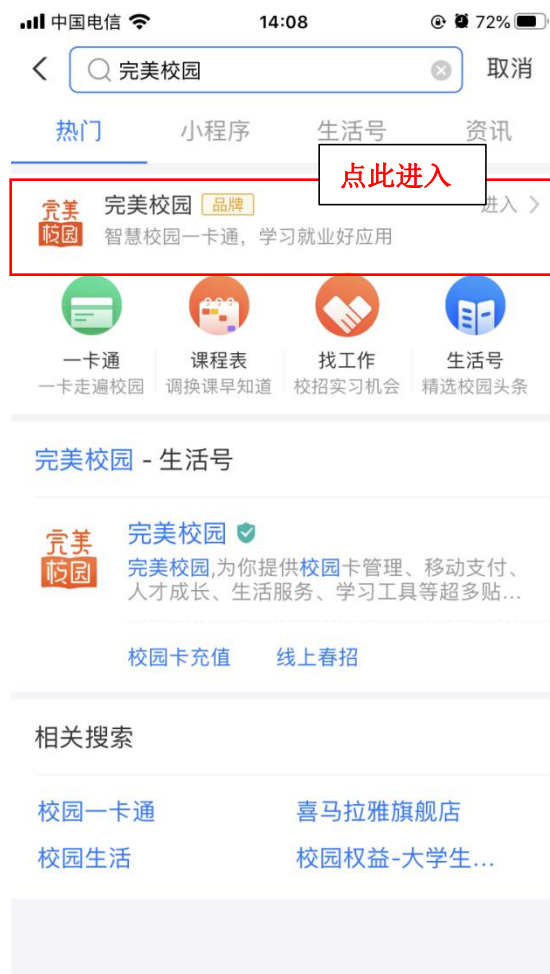 中国电信 14:08 72%
完美校园 取消
热门 小程序 生活号 资讯
点此进入
完美校园 完美校园 品牌 进入
智慧校园一卡通，学习就业好应用
一卡通 课程表 找工作 生活号
一卡走遍校园 调换课早知道 校招实习机会 精选校园头条
完美校园 - 生活号
完美校园 完美校园
完美校园,为你提供校园卡管理、移动支付、
人才成长、生活服务、学习工具等超多贴...
校园卡充值 线上春招
相关搜索
校园一卡通 喜马拉雅旗舰店
校园生活 校园权益-大学生...